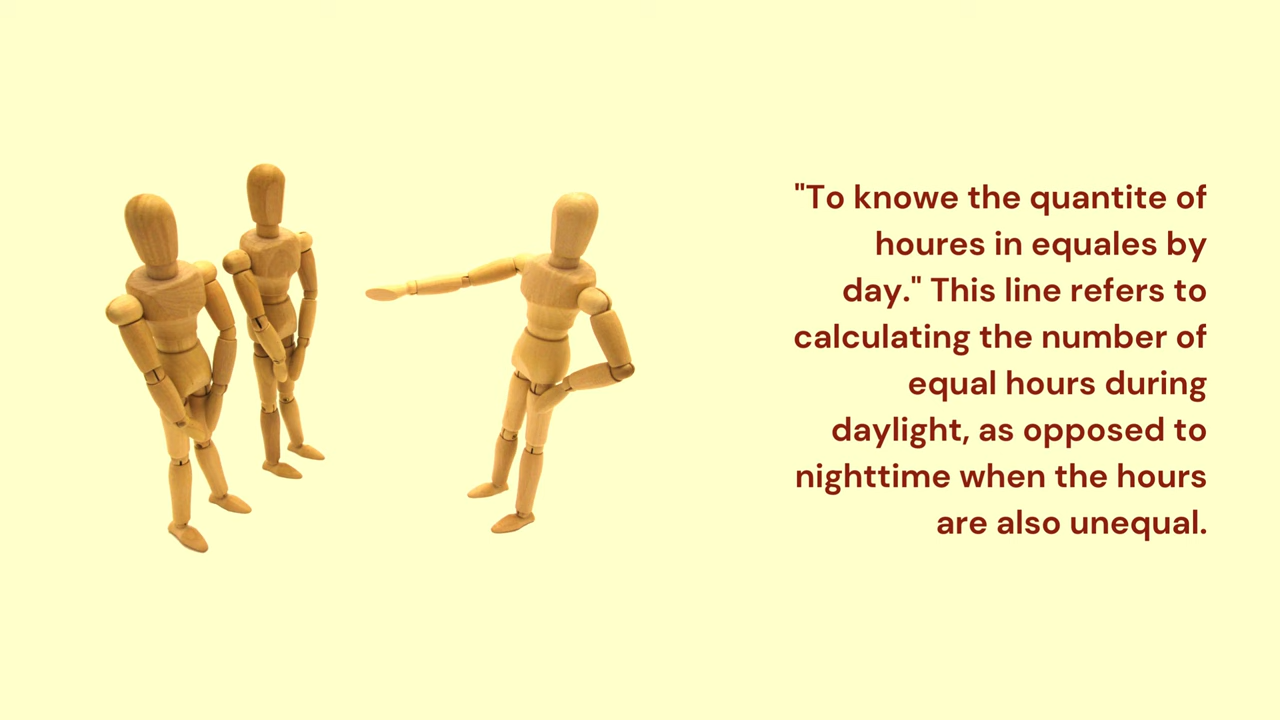 "To knowe the quantite of
houres in equales by
day." This line refers to
calculating the number of
equal hours during
daylight, as opposed to
nighttime when the hours
are also unequal.